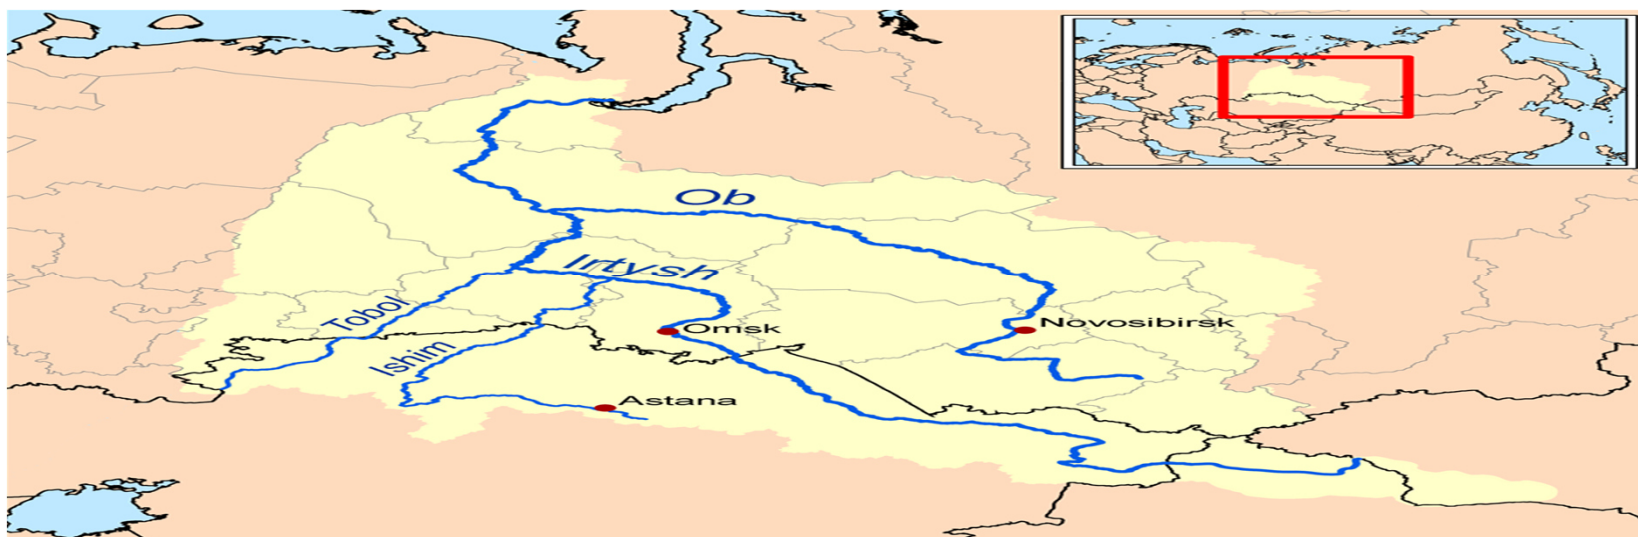 Ob
Irtysh
Tobol
Omsk
Novosibirsk
Ishim
Astana